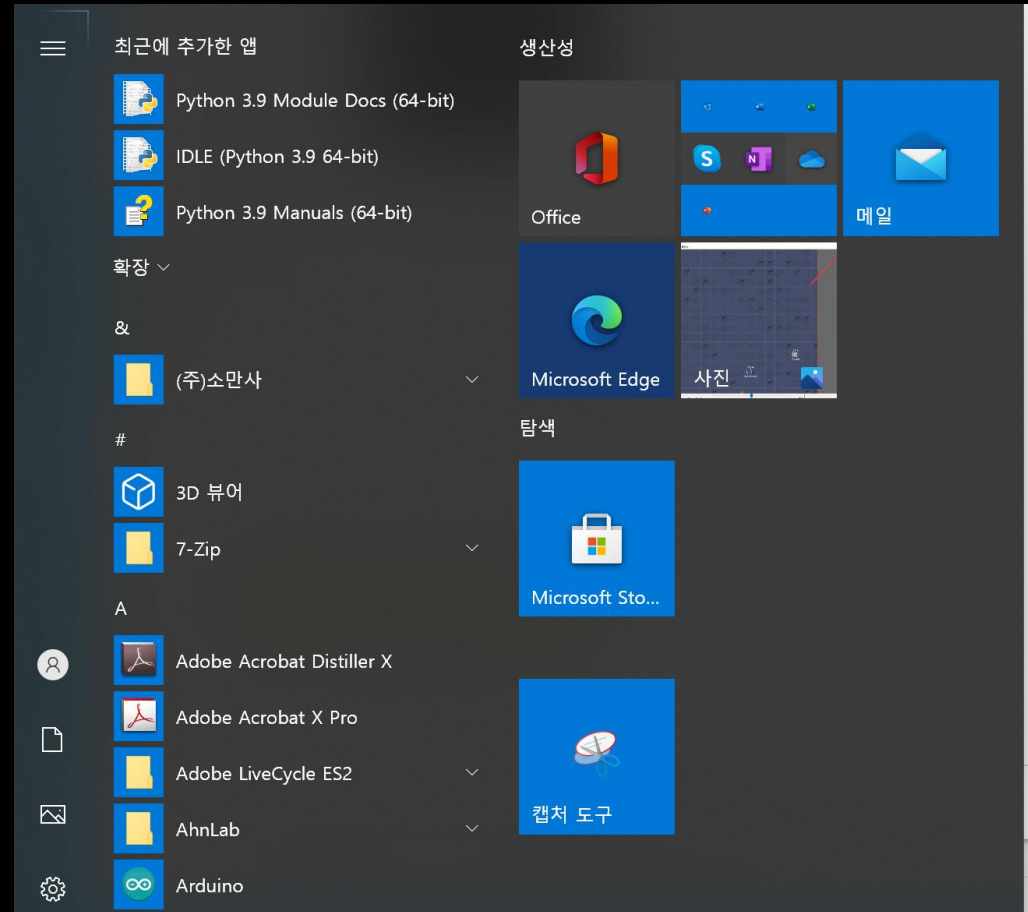 최근에 추가한 앱
Python 3.9 Module Docs (64-bit)
IDLE (Python 3.9 64-bit)
Python 3.9 Manuals (64-bit)
확장
&
(주)소만사
#
3D 뷰어
7-Zip
A
Adobe Acrobat Distiller X
Adobe Acrobat X Pro
Adobe LiveCycle ES2
AhnLab
Arduino
생산성
Office
메일
Microsoft Edge
사진
탐색
Microsoft Sto...
캡처 도구